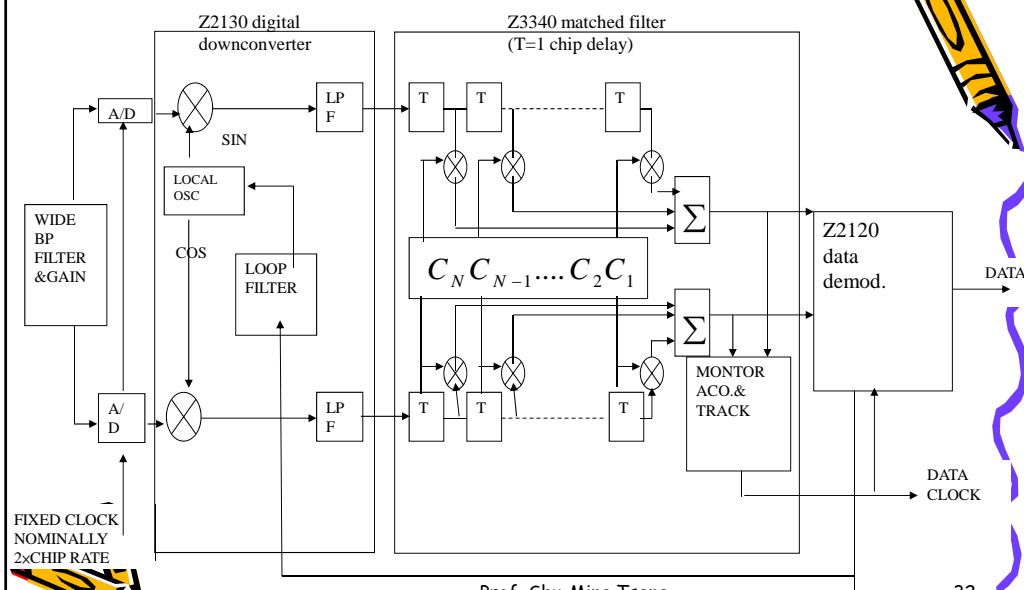 Z2130 digital
downconverter
Z3340 matched filter
(T=1 chip delay)
A/D
LP
F
T
T
T
SIN
LOCAL
OSC
WIDE
BP
FILTER
&GAIN
COS
LOOP
FILTER
C_N C_{N-1}.... C_2 C_1
Σ
Z2120
data
demod.
DATA
Σ
MONTOR
ACO.&
TRACK
A/
D
LP
F
T
T
T
DATA
CLOCK
FIXED CLOCK
NOMINALLY
2xCHIP RATE